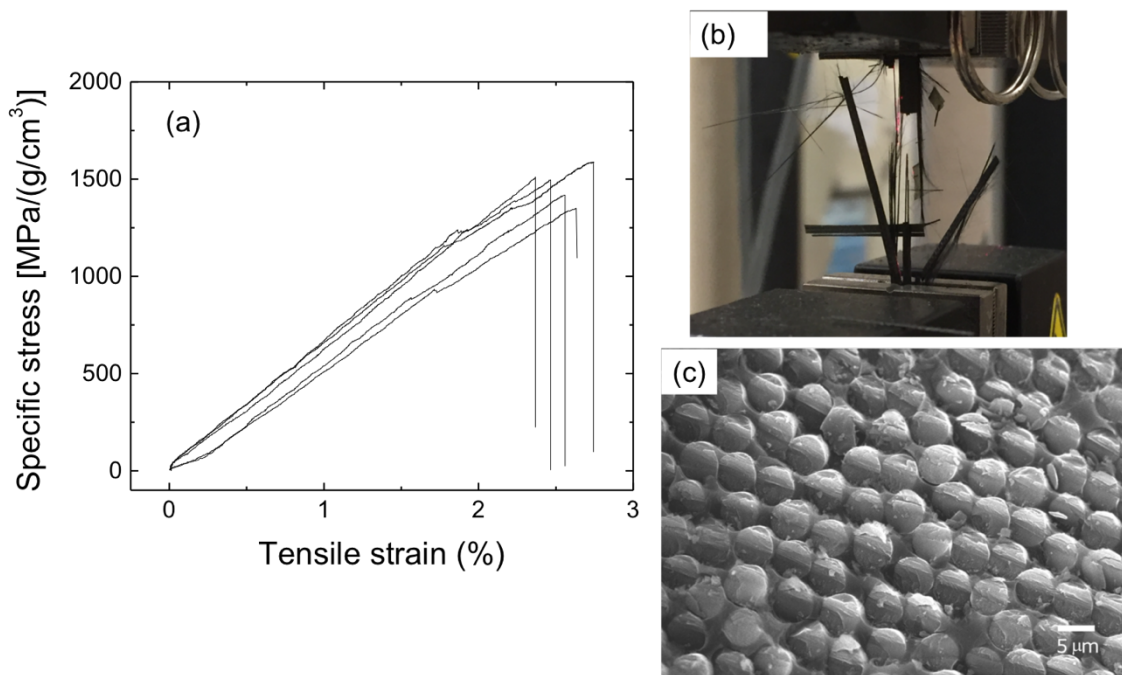 (a)
Specific stress [MPa/(g/cm³)]
2000
1500
1000
500
0
0 1 2 3
Tensile strain (%)
(b)
(c)
5 µm